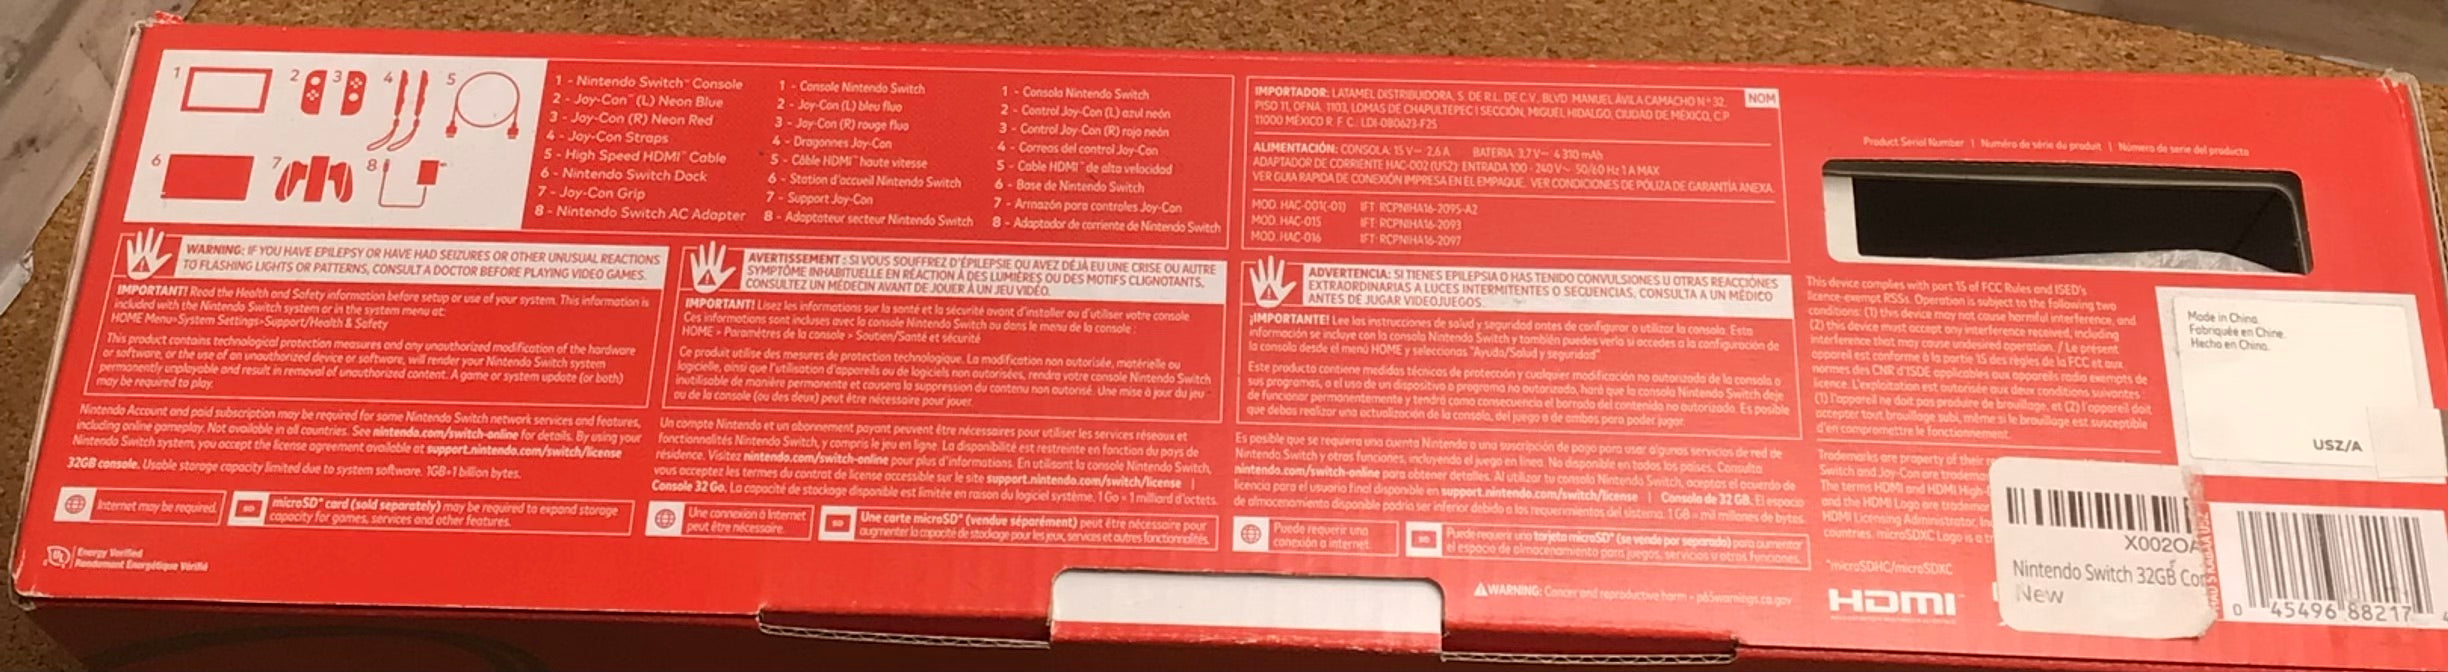 1
2
3
4
5
6
7
8
1 - Nintendo Switch™ Console
2 - Joy-Con™ (L) Neon Blue
3 - Joy-Con (R) Neon Red
4 - Joy-Con Straps
5 - High Speed HDMI™ Cable
6 - Nintendo Switch Dock
7 - Joy-Con Grip
8 - Nintendo Switch AC Adapter
1 - Console Nintendo Switch
2 - Joy-Con (L) bleu fluo
3 - Joy-Con (R) rouge fluo
4 - Dragonnes Joy-Con
5 - Câble HDMI™ haute vitesse
6 - Station d'accueil Nintendo Switch
7 - Support Joy-Con
8 - Adaptateur secteur Nintendo Switch
1 - Consola Nintendo Switch
2 - Control Joy-Con (L) azul neón
3 - Control Joy-Con (R) rojo neón
4 - Correas del control Joy-Con
5 - Cable HDMI™ de alta velocidad
6 - Base de Nintendo Switch
7 - Armazón para controles Joy-Con
8 - Adaptador de corriente de Nintendo Switch
IMPORTADOR: LATAMEL DISTRIBUIDORA, S. DE R.L. DE C.V., BLVD MANUEL ÁVILA CAMACHO N° 32,
PISO 11, OFNA. 1103, LOMAS DE CHAPULTEPEC I SECCIÓN, MIGUEL HIDALGO, CIUDAD DE MÉXICO, C.P.
11000 MÉXICO R. F. C.: LDI-080623-F25
NOM
ALIMENTACIÓN: CONSOLA: 15 V⎓ 2,6 A BATERIA: 3,7 V⎓ 4 310 mAh
ADAPTADOR DE CORRIENTE HAC-002 (USZ): ENTRADA 100 - 240 V~ 50/60 Hz 1 A MAX
VER GUIA RAPIDA DE CONEXIÓN IMPRESA EN EL EMPAQUE. VER CONDICIONES DE PÓLIZA DE GARANTÍA ANEXA.
MOD. HAC-001(-01) IFT: RCPNIHA16-2095-A2
MOD. HAC-015 IFT: RCPNIHA16-2093
MOD. HAC-016 IFT: RCPNIHA16-2097
Product Serial Number | Numéro de série du produit | Número de serie del producto
WARNING: IF YOU HAVE EPILEPSY OR HAVE HAD SEIZURES OR OTHER UNUSUAL REACTIONS
TO FLASHING LIGHTS OR PATTERNS, CONSULT A DOCTOR BEFORE PLAYING VIDEO GAMES.
IMPORTANT! Read the Health and Safety information before setup or use of your system. This information is
included with the Nintendo Switch system or in the system menu at:
HOME Menu>System Settings>Support/Health & Safety
This product contains technological protection measures and any unauthorized modification of the hardware
or software, or the use of an unauthorized device or software, will render your Nintendo Switch system
permanently unplayable and result in removal of unauthorized content. A game or system update (or both)
may be required to play.
Nintendo Account and paid subscription may be required for some Nintendo Switch network services and features,
including online gameplay. Not available in all countries. See nintendo.com/switch-online for details. By using your
Nintendo Switch system, you accept the license agreement available at support.nintendo.com/switch/license
32GB console. Usable storage capacity limited due to system software. 1GB=1 billion bytes.
Internet may be required.
microSD* card (sold separately) may be required to expand storage
capacity for games, services and other features.
Energy Verified
Rendement Énergétique Vérifié
AVERTISSEMENT : SI VOUS SOUFFREZ D'ÉPILEPSIE OU AVEZ DÉJÀ EU UNE CRISE OU AUTRE
SYMPTÔME INHABITUELLE EN RÉACTION À DES LUMIÈRES OU DES MOTIFS CLIGNOTANTS,
CONSULTEZ UN MÉDECIN AVANT DE JOUER À UN JEU VIDÉO.
IMPORTANT! Lisez les informations sur la santé et la sécurité avant d'installer ou d'utiliser votre console
Ces informations sont incluses avec la console Nintendo Switch ou dans le menu de la console :
HOME > Paramètres de la console > Soutien/Santé et sécurité
Ce produit utilise des mesures de protection technologique. La modification non autorisée, matérielle ou
logicielle, ainsi que l'utilisation d'appareils ou de logiciels non autorisées, rendra votre console Nintendo Switch
inutilisable de manière permanente et causera la suppression du contenu non autorisé. Une mise à jour du jeu
ou de la console (ou des deux) peut être nécessaire pour jouer.
Un compte Nintendo et un abonnement payant peuvent être nécessaires pour utiliser les services réseaux et
fonctionnalités Nintendo Switch, y compris le jeu en ligne. La disponibilité est restreinte en fonction du pays de
résidence. Visitez nintendo.com/switch-online pour plus d'informations. En utilisant la console Nintendo Switch,
vous acceptez les termes du contrat de license accessible sur le site support.nintendo.com/switch/license |
Console 32 Go. La capacité de stockage disponible est limitée en raison du logiciel système. 1 Go = 1 milliard d'octets.
Une connexion à Internet
peut être nécessaire.
Une carte microSD* (vendue séparément) peut être nécessaire pour
augmenter la capacité de stockage pour les jeux, services et autres fonctionnalités.
ADVERTENCIA: SI TIENES EPILEPSIA O HAS TENIDO CONVULSIONES U OTRAS REACCIÓNES
EXTRAORDINARIAS A LUCES INTERMITENTES O SECUENCIAS, CONSULTA A UN MÉDICO
ANTES DE JUGAR VIDEOJUEGOS.
¡IMPORTANTE! Lee las instrucciones de salud y seguridad antes de configurar o utilizar la consola. Esta
información se incluye con la consola Nintendo Switch y también puedes verla si accedes a la configuración de
la consola desde el menú HOME y seleccionas "Ayuda/Salud y seguridad"
Este producto contiene medidas técnicas de protección y cualquier modificación no autorizada de la consola o
sus programas, o el uso de un dispositivo o programa no autorizado, hará que la consola Nintendo Switch deje
de funcionar permanentemente y tendrá como consecuencia el borrado del contenido no autorizado. Es posible
que debas realizar una actualización de la consola, del juego o de ambos para poder jugar.
Es posible que se requiera una cuenta Nintendo o una suscripción de pago para usar algunos servicios de red de
Nintendo Switch y otras funciones, incluyendo el juego en línea. No disponible en todos los países. Consulta
nintendo.com/switch-online para obtener detalles. Al utilizar tu consola Nintendo Switch, aceptas el acuerdo de
licencia para el usuario final disponible en support.nintendo.com/switch/license | Consola de 32 GB. El espacio
de almacenamiento disponible podría ser inferior debido a los requerimientos del sistema. 1 GB = mil millones de bytes.
Puede requerir una
conexión a internet.
Puede requerir una tarjeta microSD* (se vende por separado) para aumentar
el espacio de almacenamiento para juegos, servicios u otras funciones.
WARNING: Cancer and reproductive harm - p65warnings.ca.gov
This device complies with part 15 of FCC Rules and ISED's
licence-exempt RSSs. Operation is subject to the following two
conditions: (1) this device may not cause harmful interference, and
(2) this device must accept any interference received, including
interference that may cause undesired operation. / Le présent
appareil est conforme à la partie 15 des règles de la FCC et aux
normes des CNR d'ISDE applicables aux appareils radio exempts de
licence. L'exploitation est autorisée aux deux conditions suivantes
(1) l'appareil ne doit pas produire de brouillage, et (2) l'appareil doit
accepter tout brouillage subi, même si le brouillage est susceptible
d'en compromettre le fonctionnement.
Trademarks are property of their
Switch and Joy-Con are tradema
The terms HDMI and HDMI High-
and the HDMI Logo are trademar
HDMI Licensing Administrator, In
countries. microSDXC Logo is a t
*microSDHC/microSDXC
HDMI
Made in China
Fabriquée en Chine.
Hecho en China.
USZ/A
X002OA
Nintendo Switch 32GB Co
New
0 45496 88217